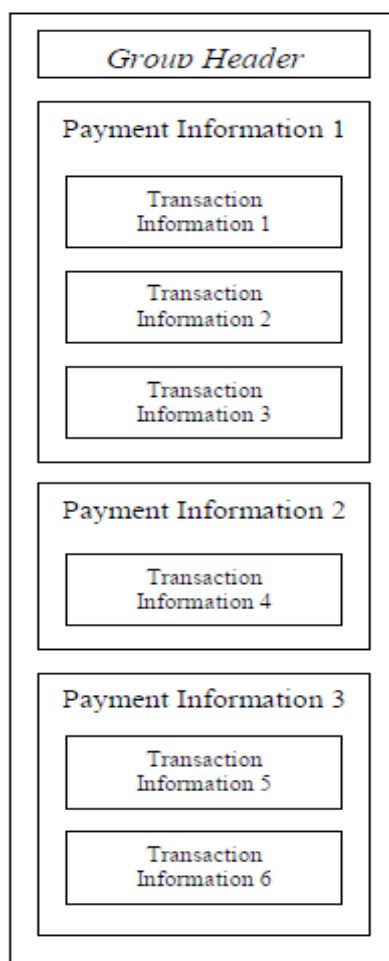 Group Header
Payment Information 1
Transaction
Information 1
Transaction
Information 2
Transaction
Information 3
Payment Information 2
Transaction
Information 4
Payment Information 3
Transaction
Information 5
Transaction
Information 6